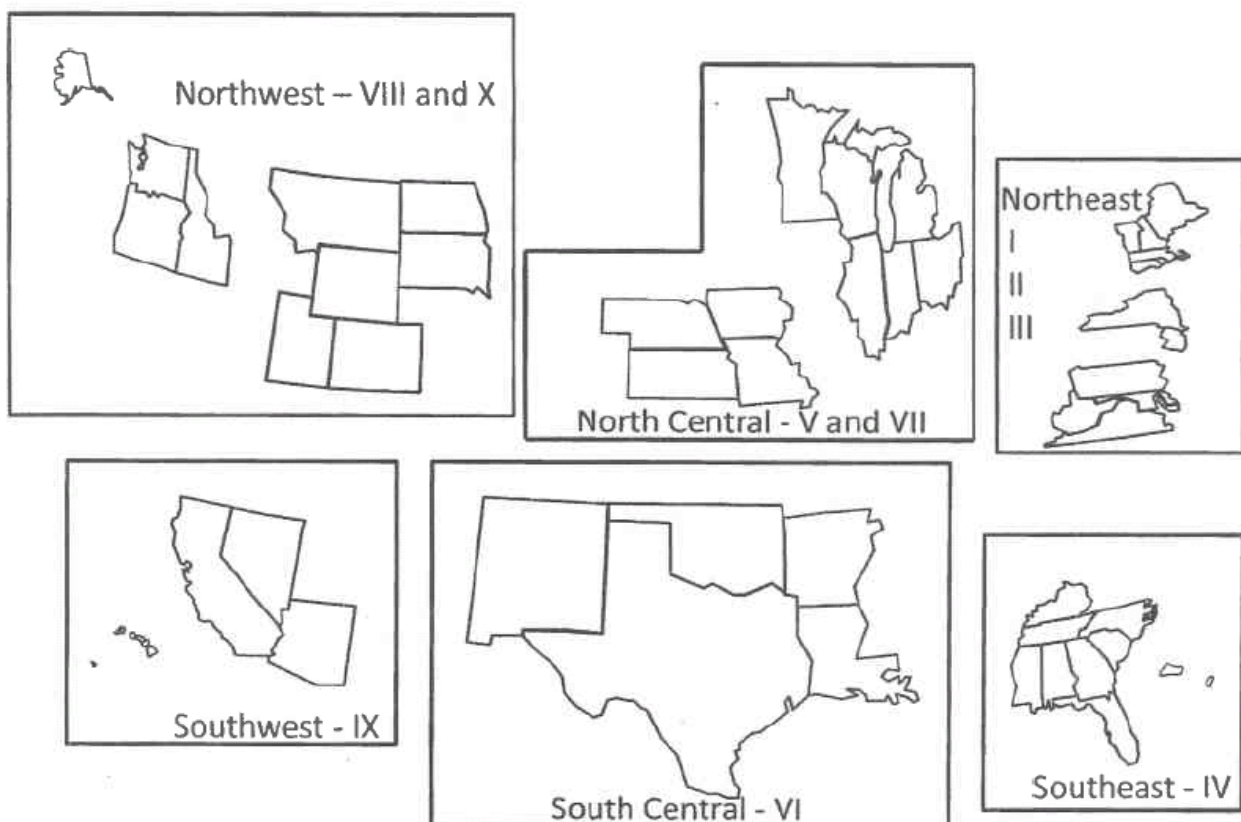 Northwest – VIII and X
North Central - V and VII
Northeast
I
II
III
Southwest - IX
South Central - VI
Southeast - IV